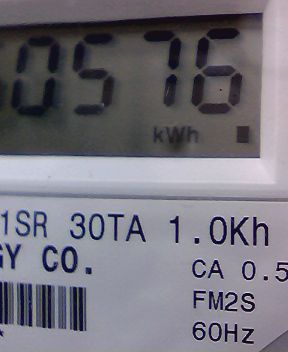 0576
kWh
1SR 30TA 1.0Kh
GY CO.
CA 0.5
FM2S
60Hz